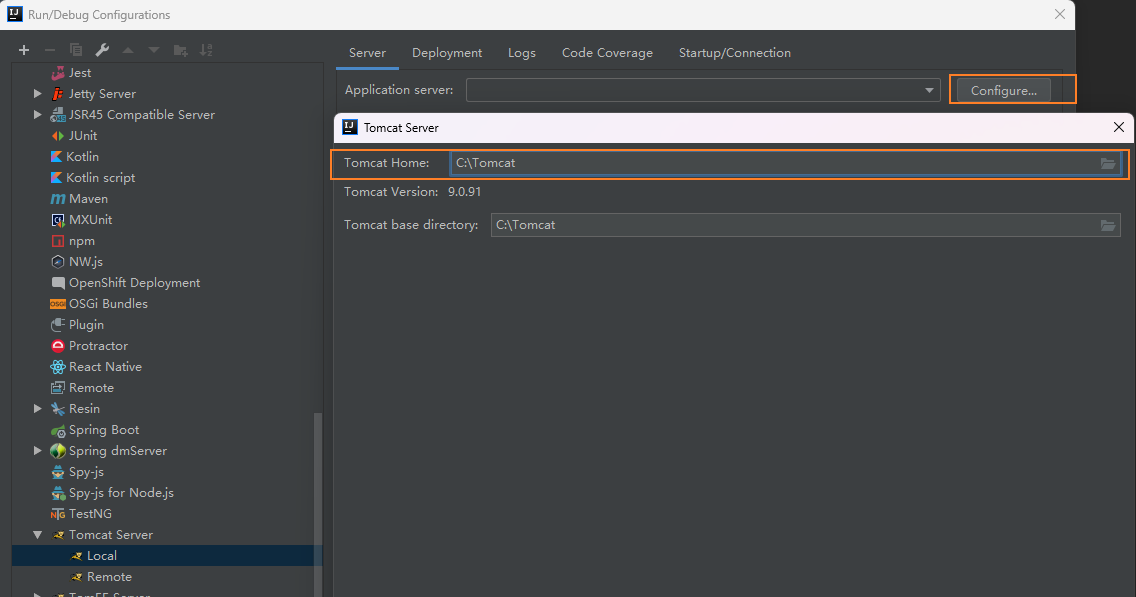 Run/Debug Configurations
Server Deployment Logs Code Coverage Startup/Connection
Application server: Configure...
Tomcat Server
Tomcat Home: C:\Tomcat
Tomcat Version: 9.0.91
Tomcat base directory: C:\Tomcat
Jest
Jetty Server
JSR45 Compatible Server
JUnit
Kotlin
Kotlin script
Maven
MXUnit
npm
NW.js
OpenShift Deployment
OSGi Bundles
Plugin
Protractor
React Native
Remote
Resin
Spring Boot
Spring dmServer
Spy-js
Spy-js for Node.js
TestNG
Tomcat Server
Local
Remote
TomEE Server